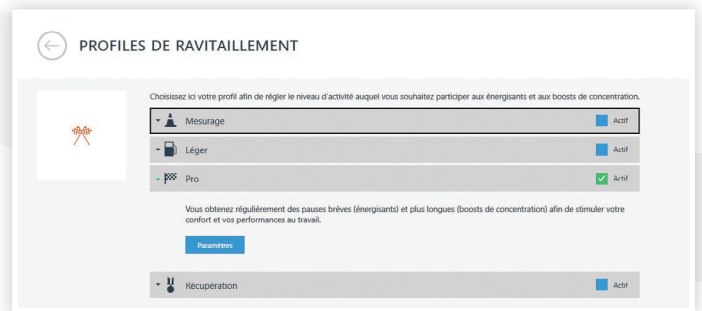 PROFILES DE RAVITAILLEMENT
Choisissez ici votre profil afin de régler le niveau d'activité auquel vous souhaitez participer aux énergisants et aux boosts de concentration.
Mesurage Actif
Léger Actif
Pro Actif
Vous obtenez régulièrement des pauses brèves (énergisants) et plus longues (boosts de concentration) afin de stimuler votre
confort et vos performances au travail.
Paramètres
Récupération Actif